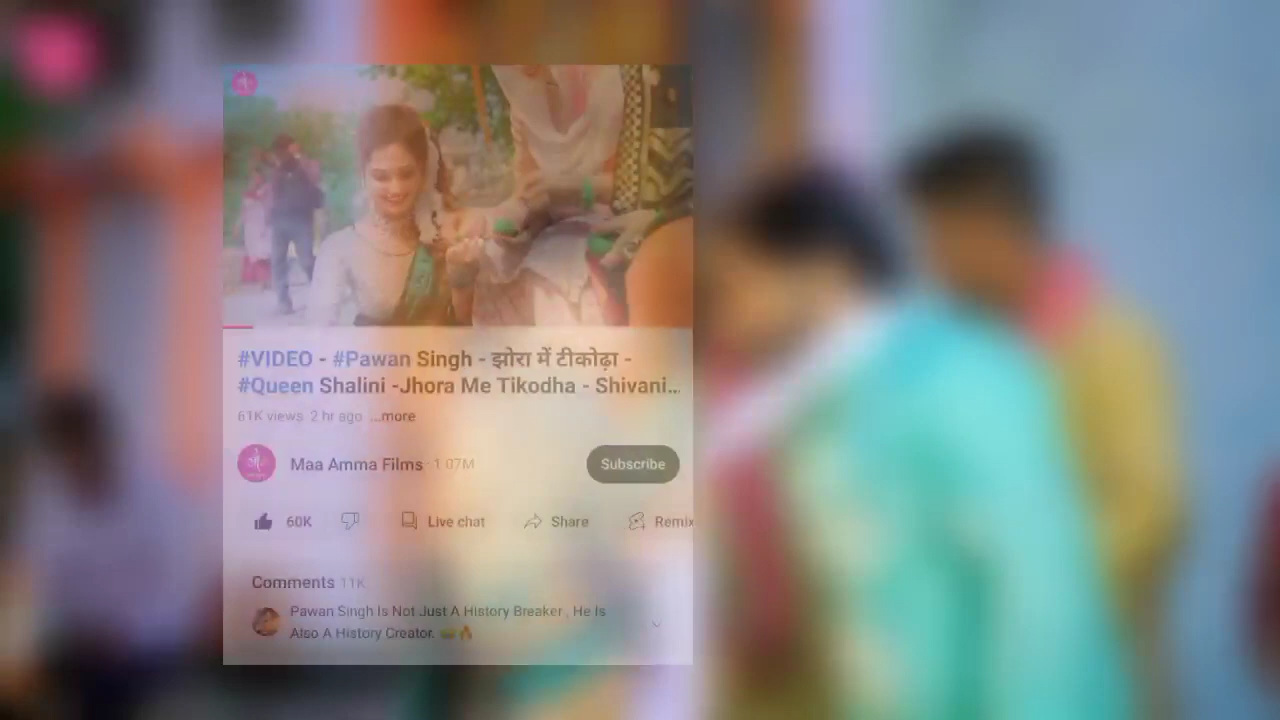 #VIDEO - #Pawan Singh - झोरा में टीकोढ़ा -
#Queen Shalini -Jhora Me Tikodha - Shivani...
61K views 2 hr ago ...more
Maa Amma Films 1.07M
Subscribe
60K
Live chat
Share
Remix
Comments 11K
Pawan Singh Is Not Just A History Breaker , He Is
Also A History Creator.